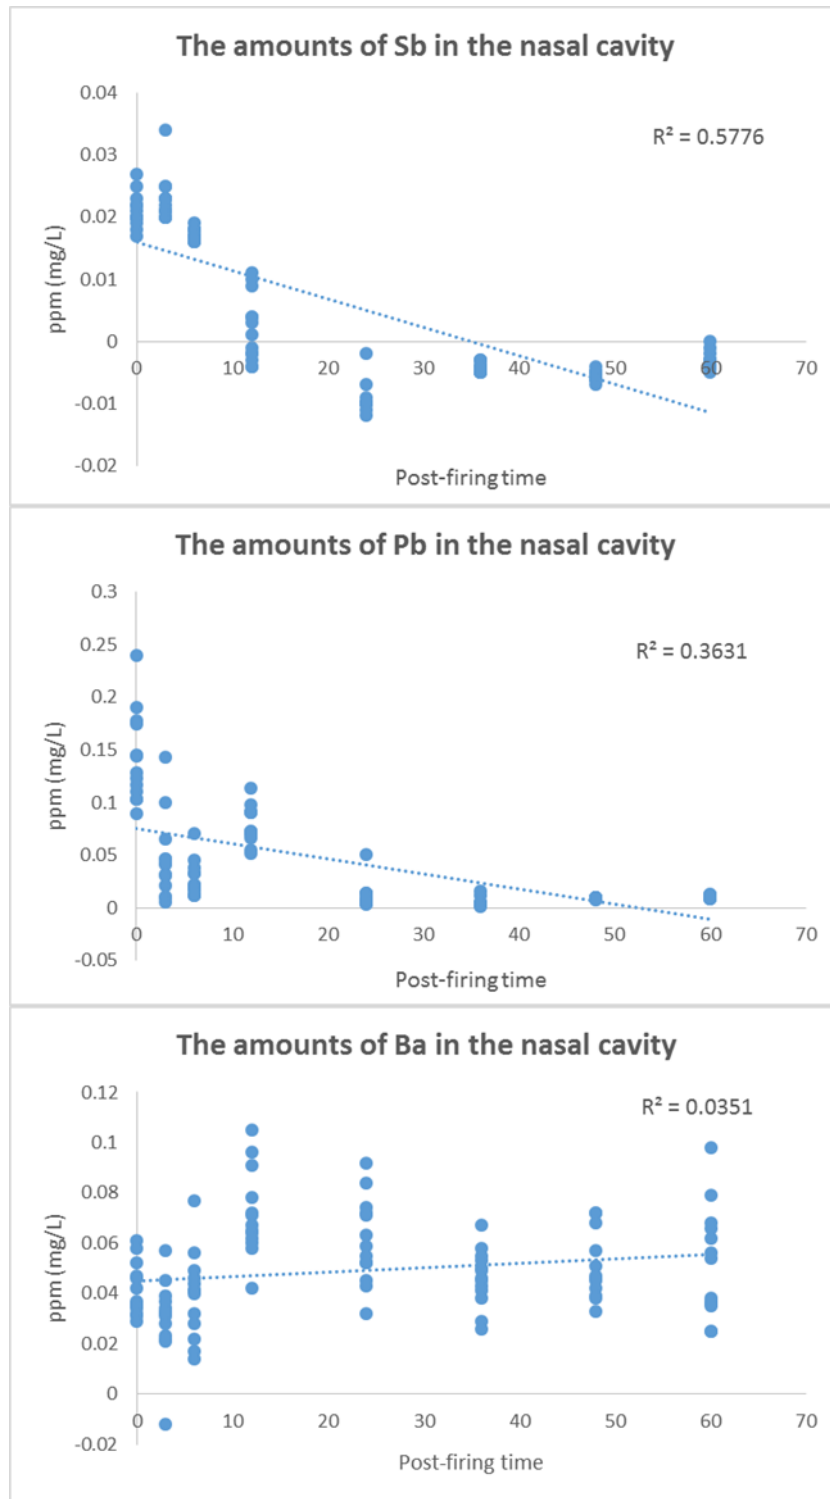 The amounts of Sb in the nasal cavity
R² = 0.5776
ppm (mg/L)
0.04
0.03
0.02
0.01
0
-0.01
-0.02
0 10 20 30 40 50 60 70
Post-firing time
The amounts of Pb in the nasal cavity
R² = 0.3631
ppm (mg/L)
0.3
0.25
0.2
0.15
0.1
0.05
0
-0.05
0 10 20 30 40 50 60 70
Post-firing time
The amounts of Ba in the nasal cavity
R² = 0.0351
ppm (mg/L)
0.12
0.1
0.08
0.06
0.04
0.02
0
-0.02
0 10 20 30 40 50 60 70
Post-firing time